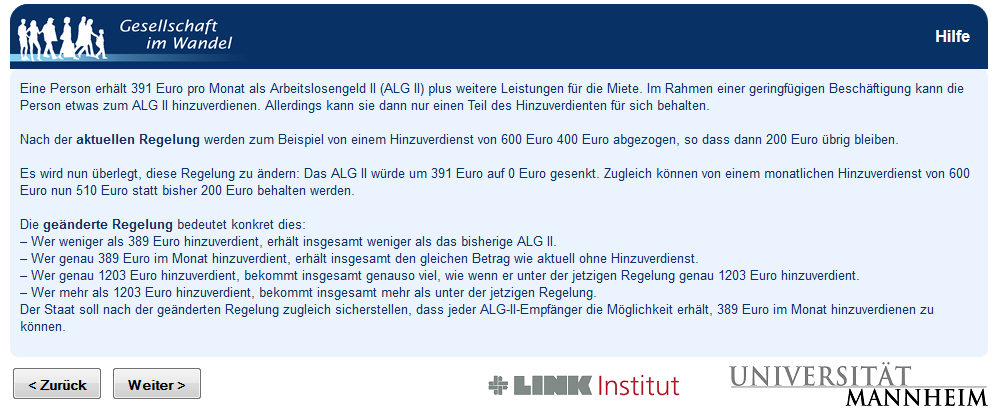 Gesellschaft
im Wandel
Hilfe
Eine Person erhält 391 Euro pro Monat als Arbeitslosengeld II (ALG II) plus weitere Leistungen für die Miete. Im Rahmen einer geringfügigen Beschäftigung kann die
Person etwas zum ALG II hinzuverdienen. Allerdings kann sie dann nur einen Teil des Hinzuverdienten für sich behalten.
Nach der aktuellen Regelung werden zum Beispiel von einem Hinzuverdienst von 600 Euro 400 Euro abgezogen, so dass dann 200 Euro übrig bleiben.
Es wird nun überlegt, diese Regelung zu ändern: Das ALG II würde um 391 Euro auf 0 Euro gesenkt. Zugleich können von einem monatlichen Hinzuverdienst von 600
Euro nun 510 Euro statt bisher 200 Euro behalten werden.
Die geänderte Regelung bedeutet konkret dies:
– Wer weniger als 389 Euro hinzuverdient, erhält insgesamt weniger als das bisherige ALG II.
– Wer genau 389 Euro im Monat hinzuverdient, erhält insgesamt den gleichen Betrag wie aktuell ohne Hinzuverdienst.
– Wer genau 1203 Euro hinzuverdient, bekommt insgesamt genauso viel, wie wenn er unter der jetzigen Regelung genau 1203 Euro hinzuverdient.
– Wer mehr als 1203 Euro hinzuverdient, bekommt insgesamt mehr als unter der jetzigen Regelung.
Der Staat soll nach der geänderten Regelung zugleich sicherstellen, dass jeder ALG-II-Empfänger die Möglichkeit erhält, 389 Euro im Monat hinzuverdienen zu
können.
< Zurück
Weiter >
LINK Institut
UNIVERSITÄT
MANNHEIM